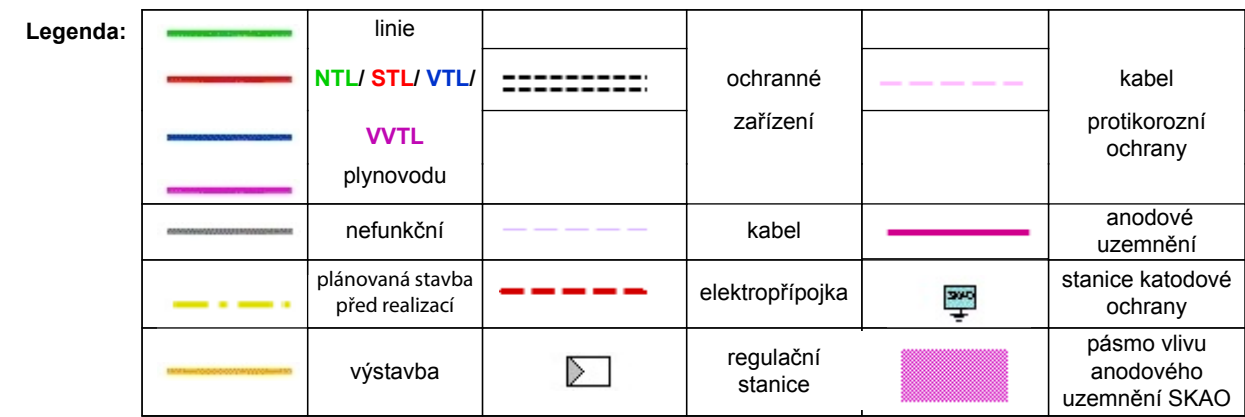 Legenda:
linie
NTL/ STL/ VTL/
VVTL
plynovodu
ochranné
zařízení
kabel
protikorozní
ochrany
nefunkční
kabel
anodové
uzemnění
plánovaná stavba
před realizací
elektropřípojka
SKAO
stanice katodové
ochrany
výstavba
regulační
stanice
pásmo vlivu
anodového
uzemnění SKAO